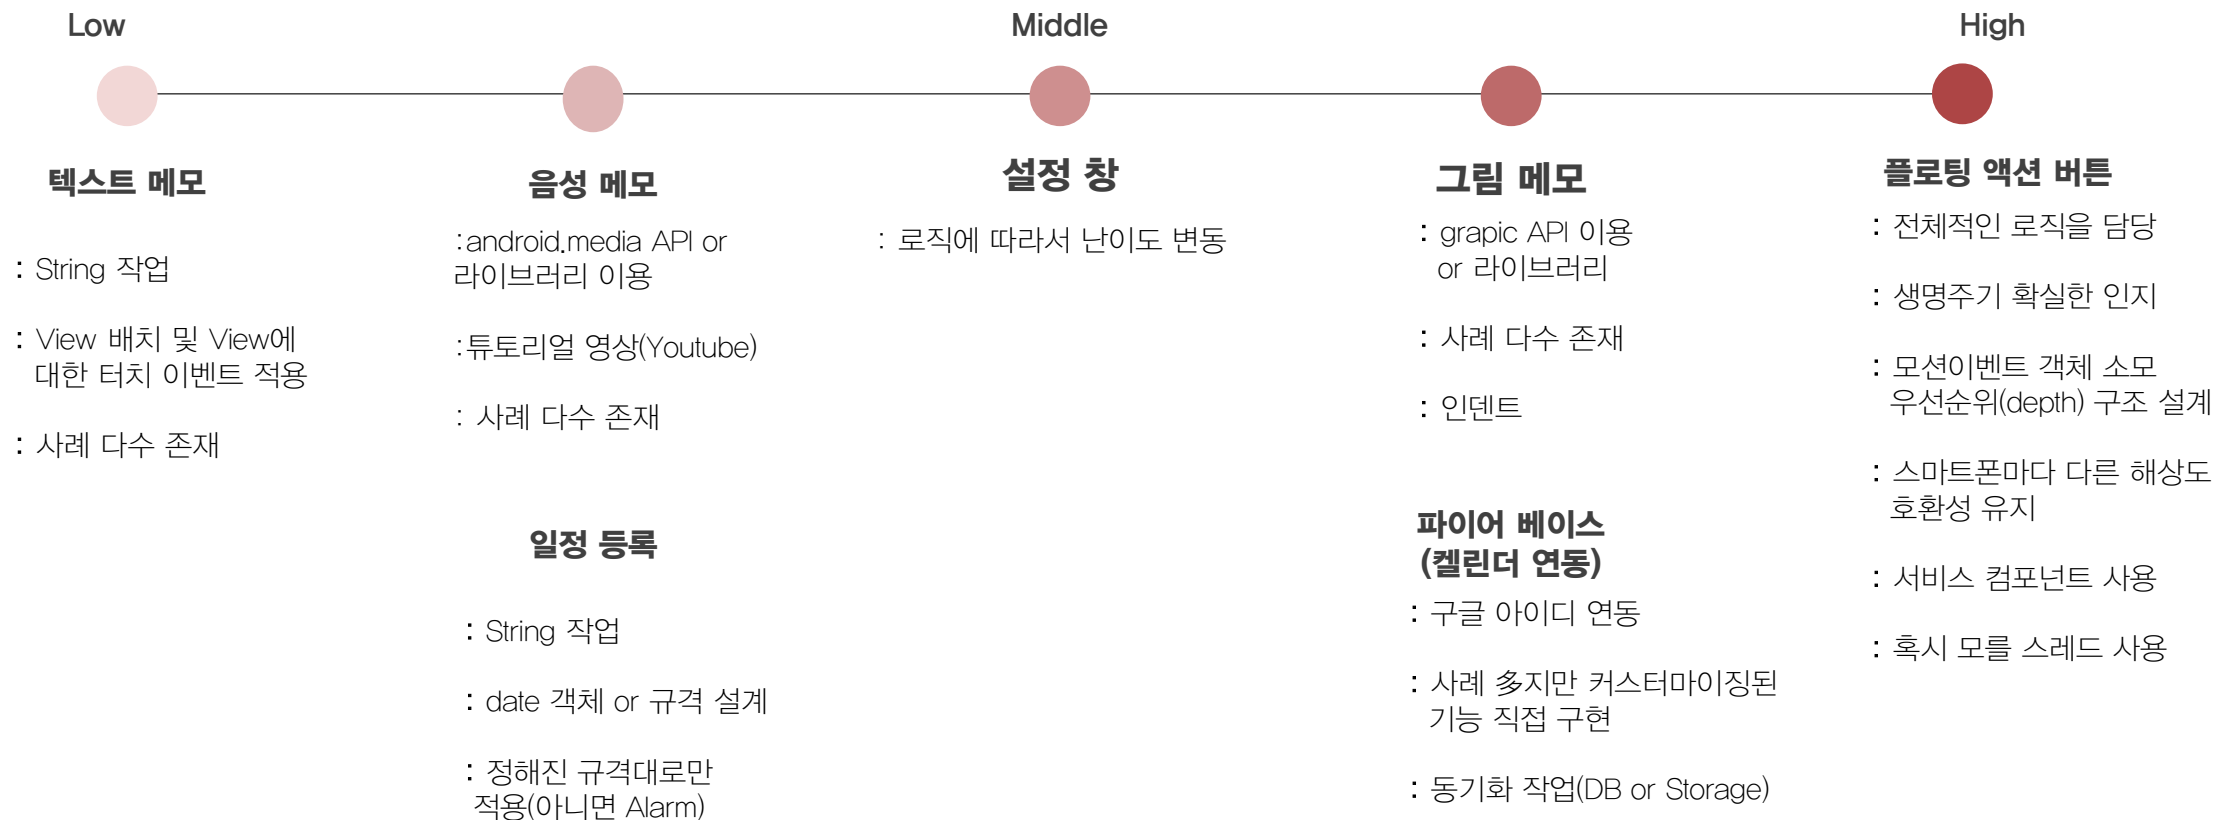 Low
Middle
High
텍스트 메모
: String 작업
: View 배치 및 View에
대한 터치 이벤트 적용
: 사례 다수 존재
음성 메모
:android.media API or
라이브러리 이용
:튜토리얼 영상(Youtube)
: 사례 다수 존재
일정 등록
: String 작업
: date 객체 or 규격 설계
: 정해진 규격대로만
적용(아니면 Alarm)
설정 창
: 로직에 따라서 난이도 변동
그림 메모
: grapic API 이용
or 라이브러리
: 사례 다수 존재
: 인덴트
파이어 베이스
(켈린더 연동)
: 구글 아이디 연동
: 사례 多지만 커스터마이징된
기능 직접 구현
: 동기화 작업(DB or Storage)
플로팅 액션 버튼
: 전체적인 로직을 담당
: 생명주기 확실한 인지
: 모션이벤트 객체 소모
우선순위(depth) 구조 설계
: 스마트폰마다 다른 해상도
호환성 유지
: 서비스 컴포넌트 사용
: 혹시 모를 스레드 사용